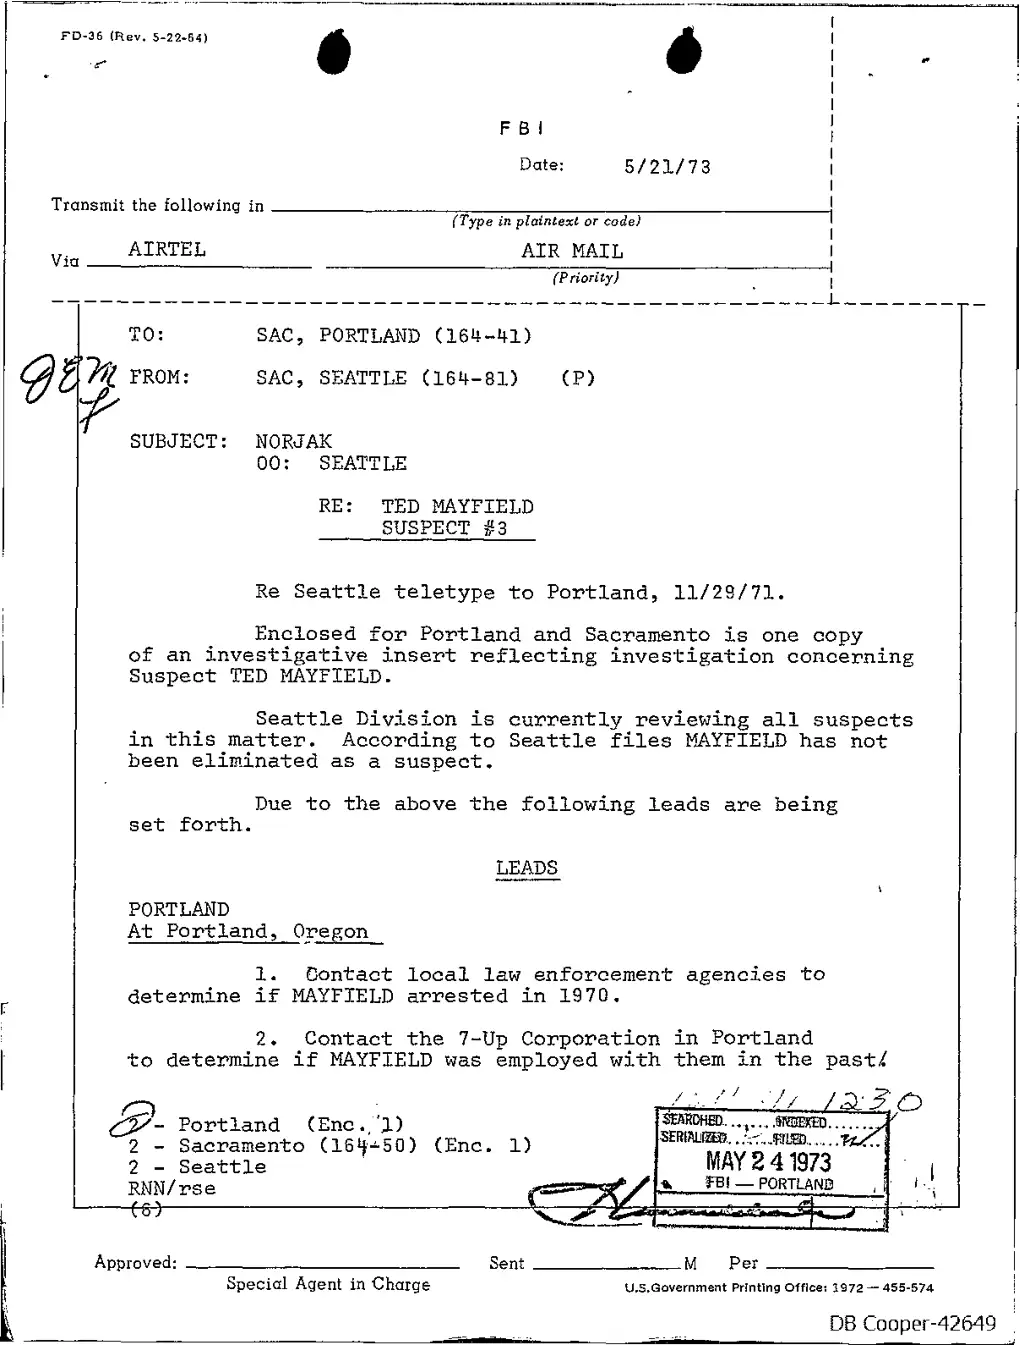 FD-36 (Rev. 5-22-64)
F B I
Date: 5/21/73
Transmit the following in
(Type in plaintext or code)
Via AIRTEL AIR MAIL
(Priority)
TO: SAC, PORTLAND (164-41)
FROM: SAC, SEATTLE (164-81) (P)
SUBJECT: NORJAK
OO: SEATTLE
RE: TED MAYFIELD
SUSPECT #3
Re Seattle teletype to Portland, 11/29/71.
Enclosed for Portland and Sacramento is one copy
of an investigative insert reflecting investigation concerning
Suspect TED MAYFIELD.
Seattle Division is currently reviewing all suspects
in this matter. According to Seattle files MAYFIELD has not
been eliminated as a suspect.
Due to the above the following leads are being
set forth.
LEADS
PORTLAND
At Portland, Oregon
1. Contact local law enforcement agencies to
determine if MAYFIELD arrested in 1970.
2. Contact the 7-Up Corporation in Portland
to determine if MAYFIELD was employed with them in the past.
2 - Portland (Enc. 1)
2 - Sacramento (164-50) (Enc. 1)
2 - Seattle
RNN/rse
(6)
1230
SEARCHED INDEXED
SERIALIZED FILED
MAY 24 1973
FBI — PORTLAND
Approved: Sent M Per
Special Agent in Charge
U.S.Government Printing Office: 1972 — 455-574
DB Cooper-42649